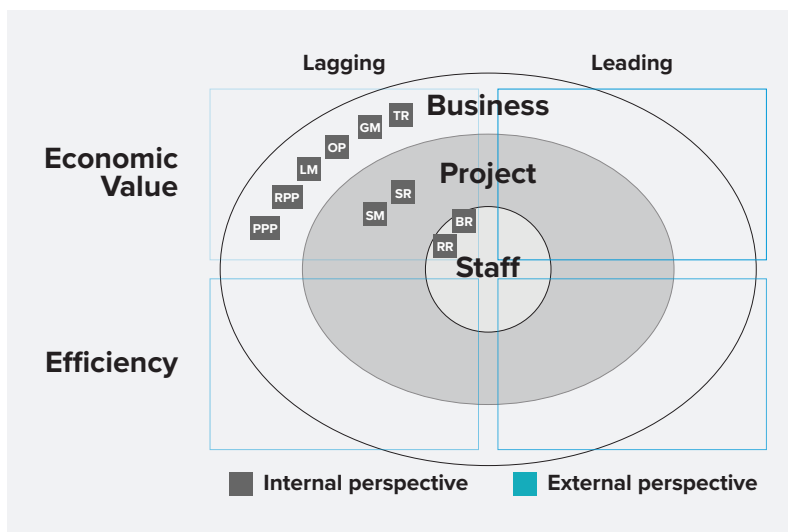 Lagging
Leading
Business
TR
GM
OP
LM
RPP
PPP
Economic
Value
Project
SR
SM
BR
RR
Staff
Efficiency
Internal perspective
External perspective